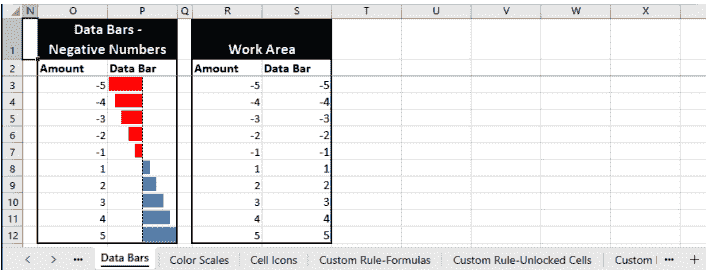 N O P Q R S T U V W X
1 Data Bars -
Negative Numbers Work Area
2 Amount Data Bar Amount Data Bar
3 -5 -5 -5
4 -4 -4 -4
5 -3 -3 -3
6 -2 -2 -2
7 -1 -1 -1
8 1 1 1
9 2 2 2
10 3 3 3
11 4 4 4
12 5 5 5
< > ••• Data Bars Color Scales Cell Icons Custom Rule-Formulas Custom Rule-Unlocked Cells Custom ••• +